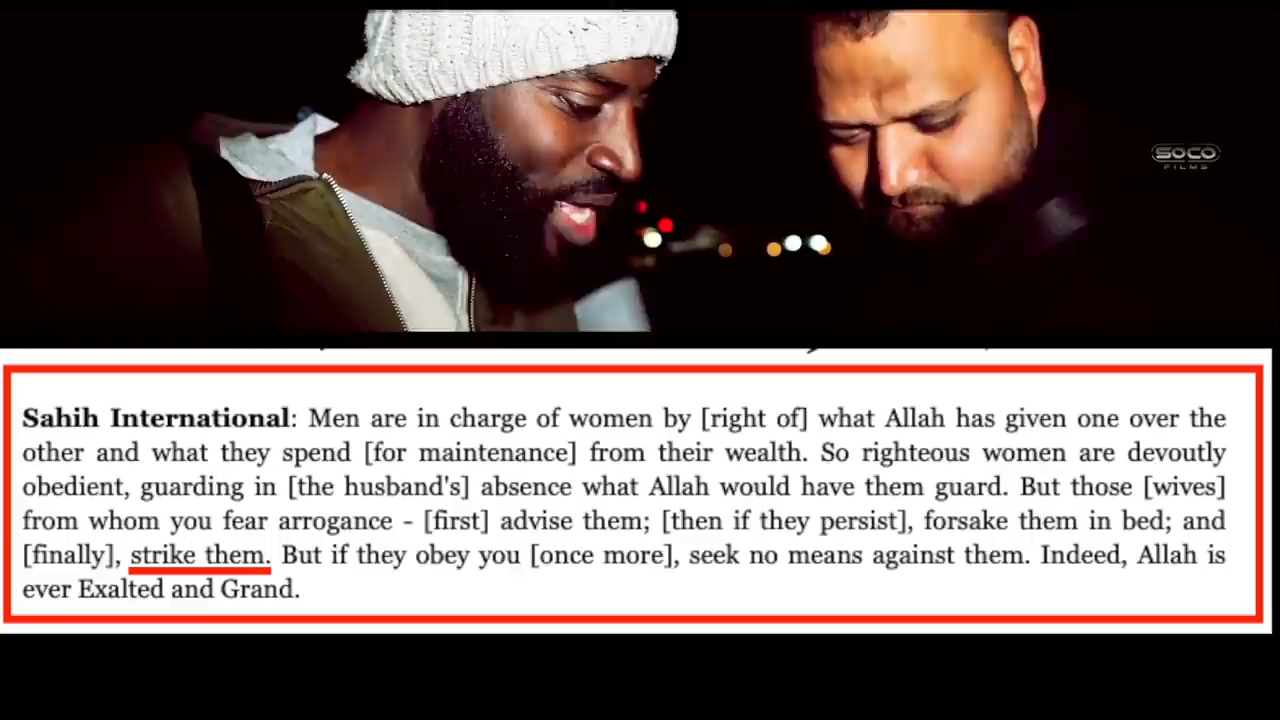 SOCO
FILMS
Sahih International: Men are in charge of women by [right of] what Allah has given one over the
other and what they spend [for maintenance] from their wealth. So righteous women are devoutly
obedient, guarding in [the husband's] absence what Allah would have them guard. But those [wives]
from whom you fear arrogance - [first] advise them; [then if they persist], forsake them in bed; and
[finally], strike them. But if they obey you [once more], seek no means against them. Indeed, Allah is
ever Exalted and Grand.